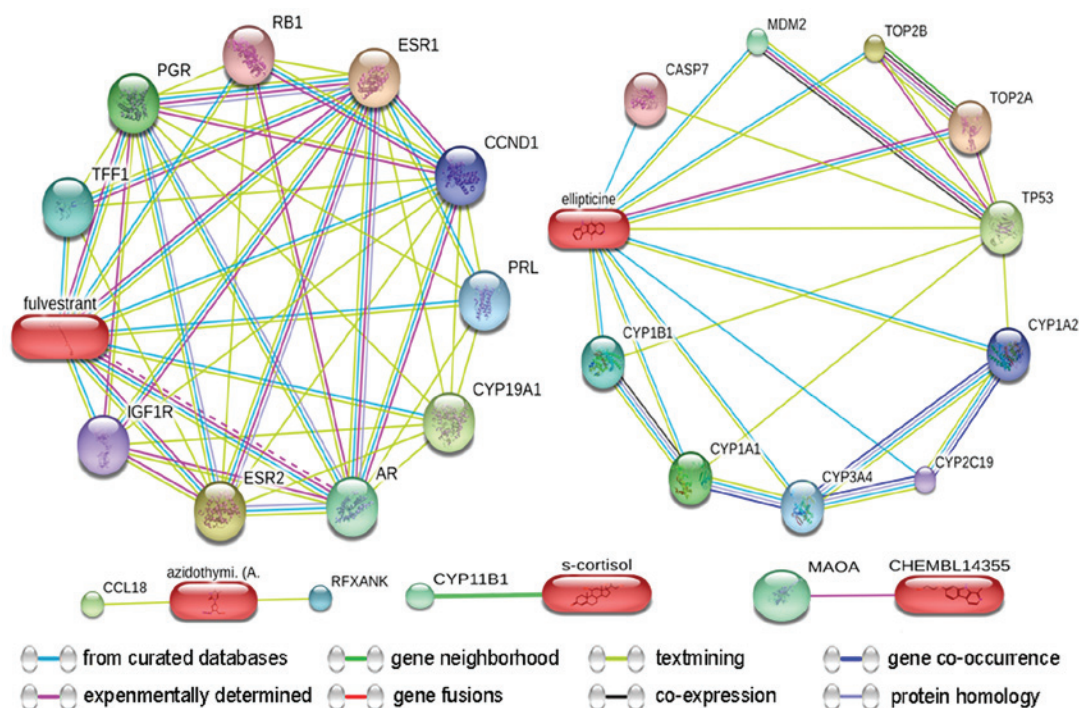 RB1
ESR1
PGR
CCND1
TFF1
PRL
fulvestrant
CYP19A1
IGF1R
AR
ESR2
MDM2
TOP2B
CASP7
TOP2A
ellipticine
TP53
CYP1B1
CYP1A2
CYP1A1
CYP2C19
CYP3A4
CCL18
azidothymi. (A.
RFXANK
CYP11B1
s-cortisol
MAOA
CHEMBL14355
from curated databases
gene neighborhood
textmining
gene co-occurrence
expenmentally determined
gene fusions
co-expression
protein homology